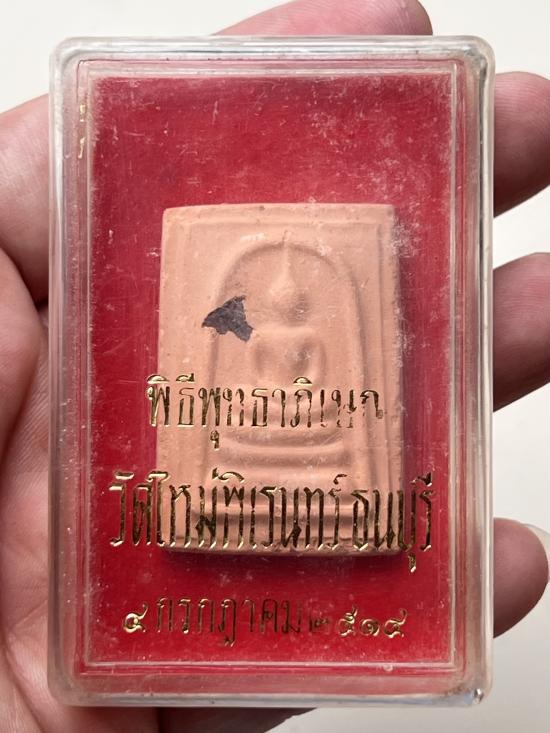 พิธีพุทธาภิเษก
วัดใหม่พิเรนทร์ ธนบุรี
๔ กรกฎาคม ๒๕๑๔